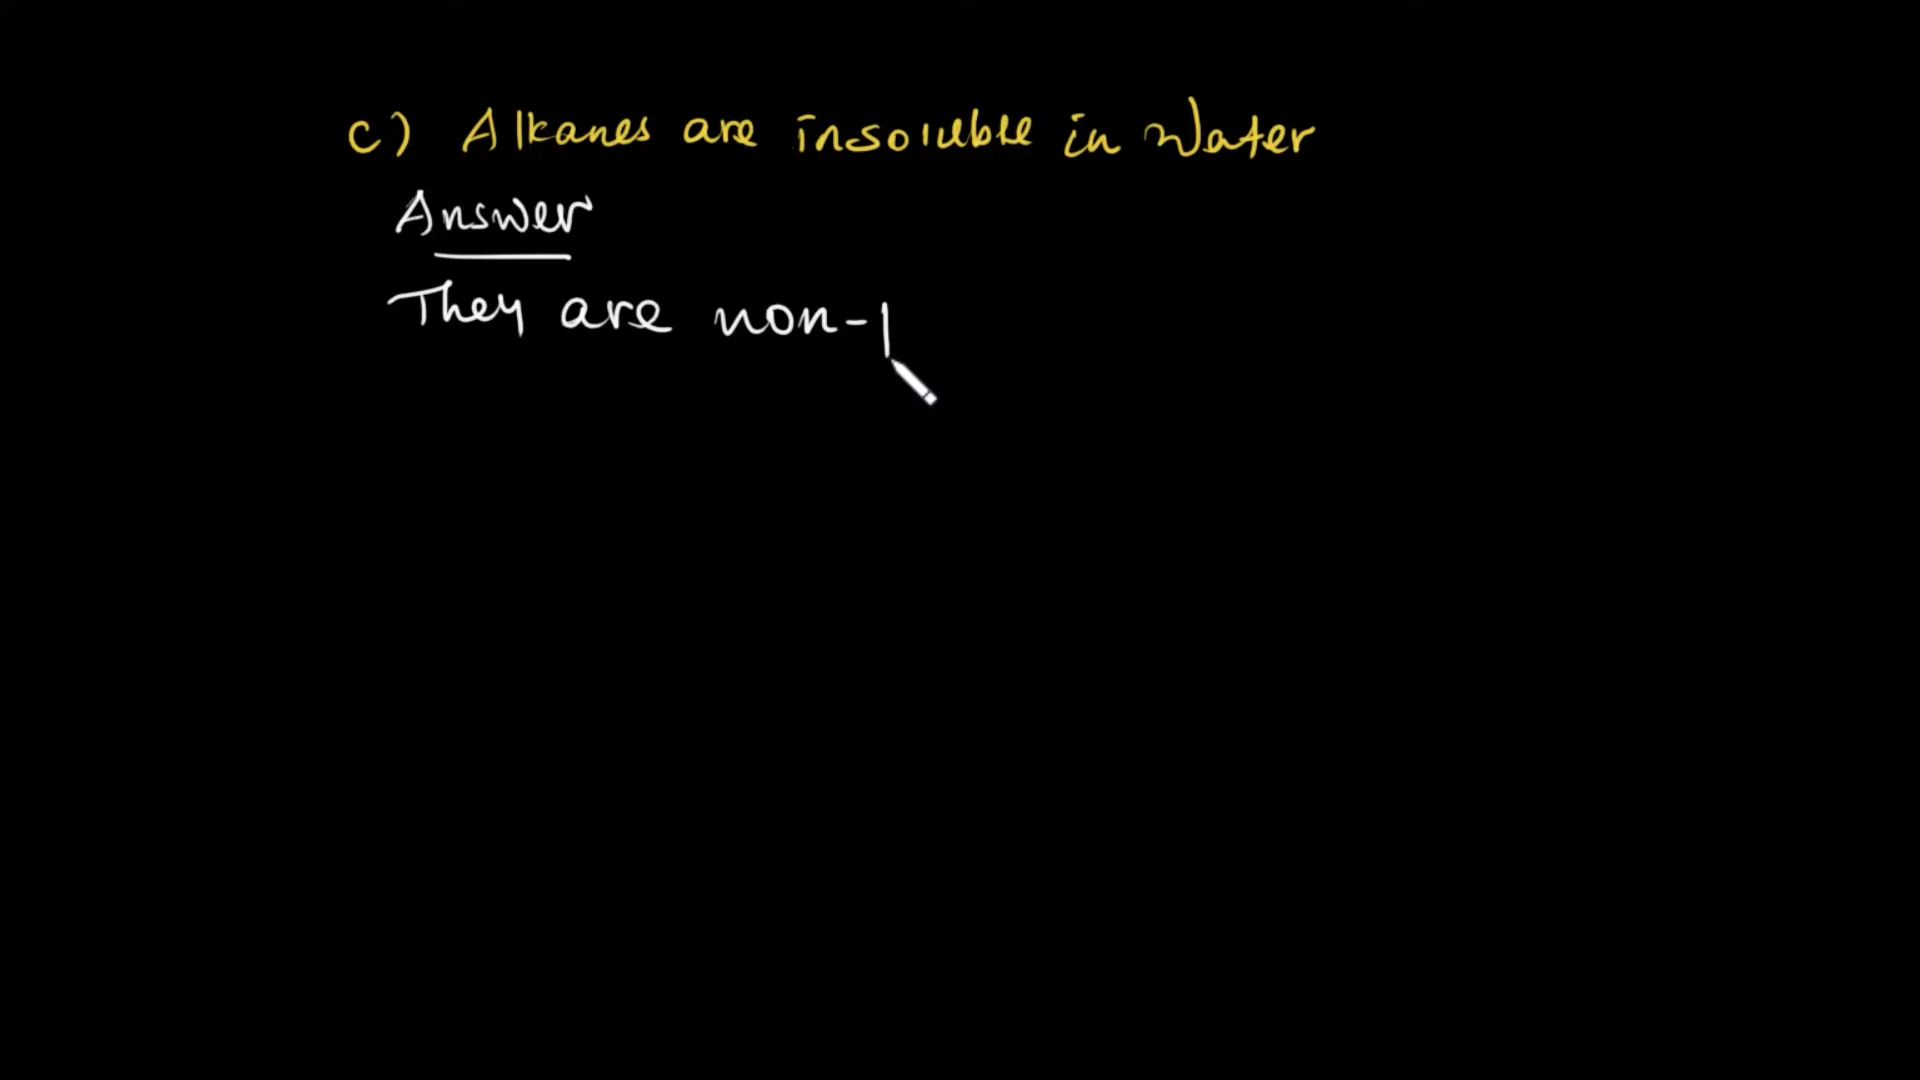 c) Alkanes are insoluble in Water
Answer
They are non-